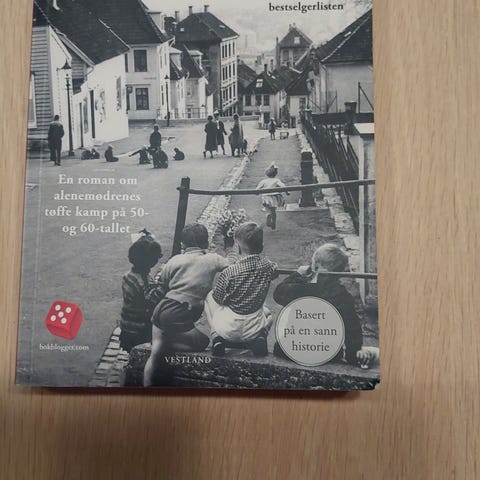 bestselgerlisten
En roman om
alenemødrenes
tøffe kamp på 50-
og 60-tallet
Basert
på en sann
historie
bokblogger.com
VESTLAND